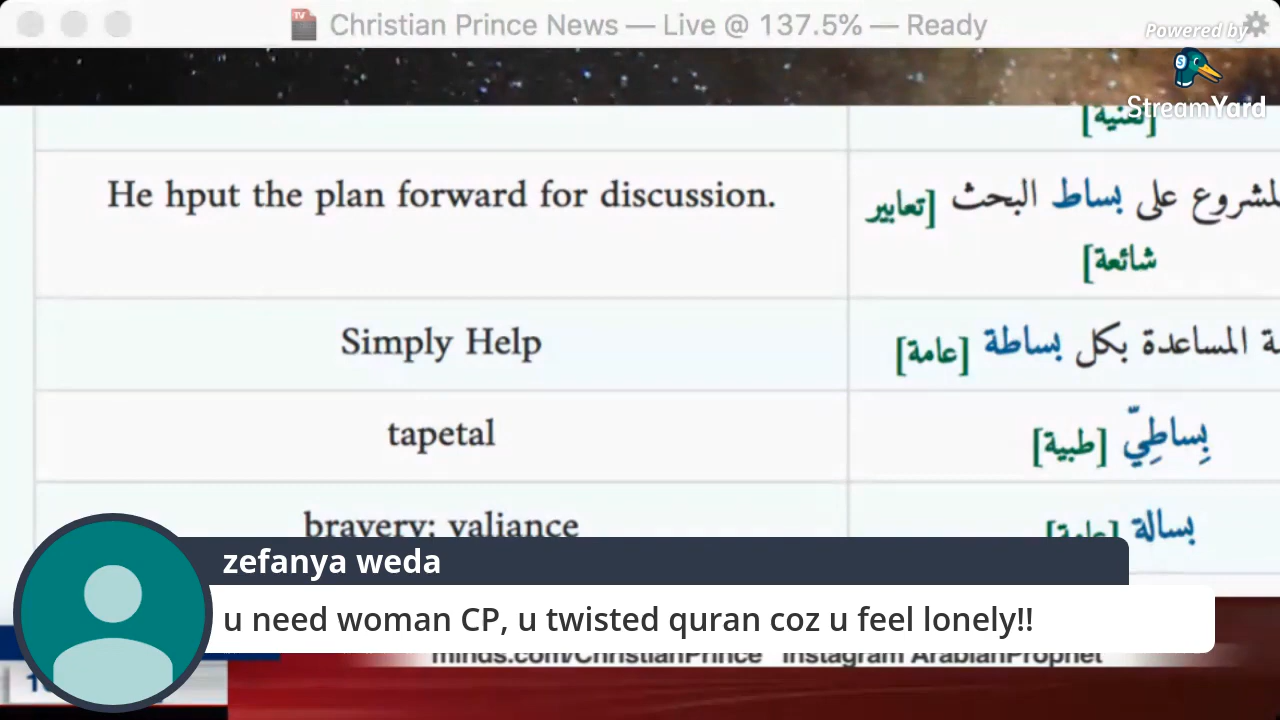 Christian Prince News — Live @ 137.5% — Ready
Powered by
StreamYard
He hput the plan forward for discussion.
على بساط البحث [تعابير
شائعة]
Simply Help
المساعدة بكل بساطة [عامة]
tapetal
بِساطِيّ [طبية]
bravery; valiance
بسالة [عامة]
zefanya weda
u need woman CP, u twisted quran coz u feel lonely!!
minds.com/ChristianPrince Instagram ArabianProphet